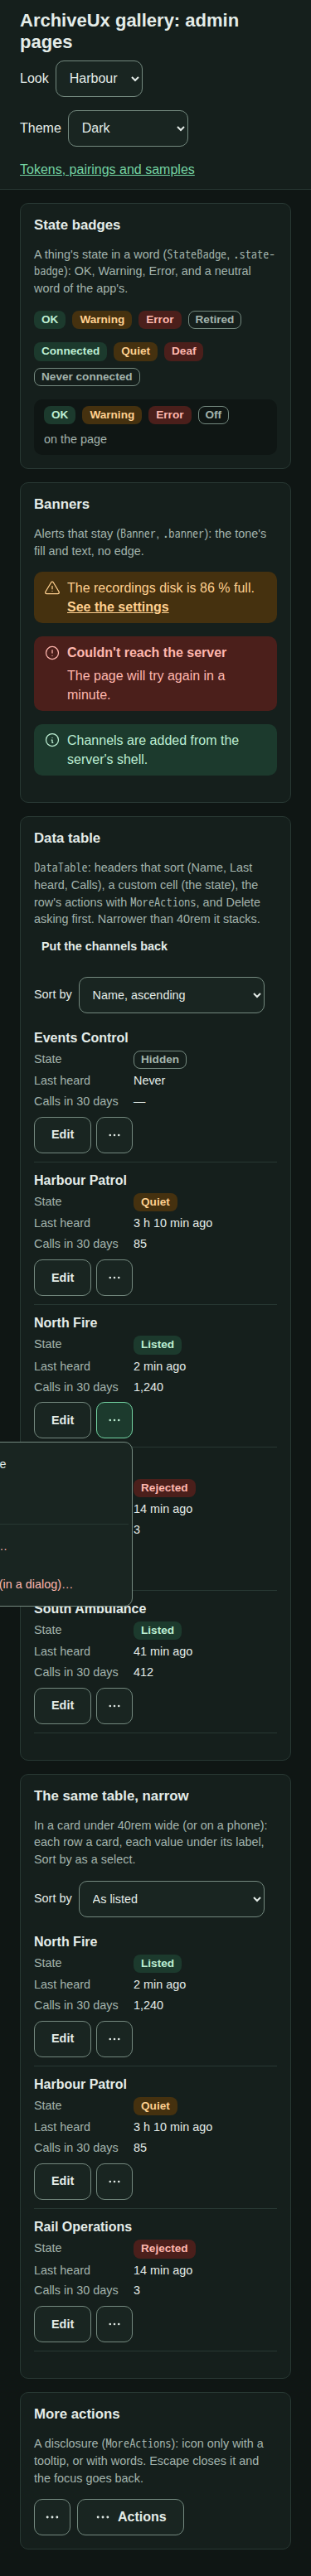 ArchiveUx gallery: admin
pages
Look Harbour
Theme Dark
Tokens, pairings and samples
State badges
A thing's state in a word (StateBadge, .state-
badge): OK, Warning, Error, and a neutral
word of the app's.
OK Warning Error Retired
Connected Quiet Deaf
Never connected
OK Warning Error Off
on the page
Banners
Alerts that stay (Banner, .banner): the tone's
fill and text, no edge.
The recordings disk is 86 % full.
See the settings
Couldn't reach the server
The page will try again in a
minute.
Channels are added from the
server's shell.
Data table
DataTable: headers that sort (Name, Last
heard, Calls), a custom cell (the state), the
row's actions with MoreActions, and Delete
asking first. Narrower than 40rem it stacks.
Put the channels back
Sort by Name, ascending
Events Control
State Hidden
Last heard Never
Calls in 30 days —
Edit ···
Harbour Patrol
State Quiet
Last heard 3 h 10 min ago
Calls in 30 days 85
Edit ···
North Fire
State Listed
Last heard 2 min ago
Calls in 30 days 1,240
Edit ···
e
Rejected
14 min ago
3
…
(in a dialog)…
South Ambulance
State Listed
Last heard 41 min ago
Calls in 30 days 412
Edit ···
The same table, narrow
In a card under 40rem (or on a phone):
each row a card, each value under its label,
Sort by as a select.
Sort by As listed
North Fire
State Listed
Last heard 2 min ago
Calls in 30 days 1,240
Edit ···
Harbour Patrol
State Quiet
Last heard 3 h 10 min ago
Calls in 30 days 85
Edit ···
Rail Operations
State Rejected
Last heard 14 min ago
Calls in 30 days 3
Edit ···
More actions
A disclosure (MoreActions): icon only with a
tooltip, or with words. Escape closes it and
the focus goes back.
··· ··· Actions